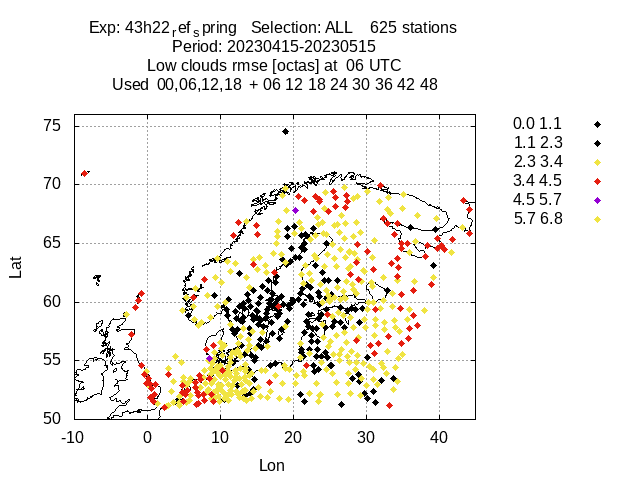 Exp: 43h22refspring   Selection: ALL    625 stations
Period: 20230415-20230515
Low clouds rmse [octas] at  06 UTC
Used  00,06,12,18  + 06 12 18 24 30 36 42 48
75
70
65
60
55
50
-10 0 10 20 30 40
Lat
Lon
0.0 1.1
1.1 2.3
2.3 3.4
3.4 4.5
4.5 5.7
5.7 6.8